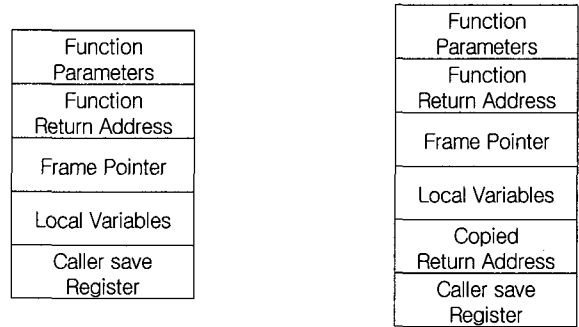 Function
Parameters
Function
Return Address
Frame Pointer
Local Variables
Caller save
Register
Function
Parameters
Function
Return Address
Frame Pointer
Local Variables
Copied
Return Address
Caller save
Register